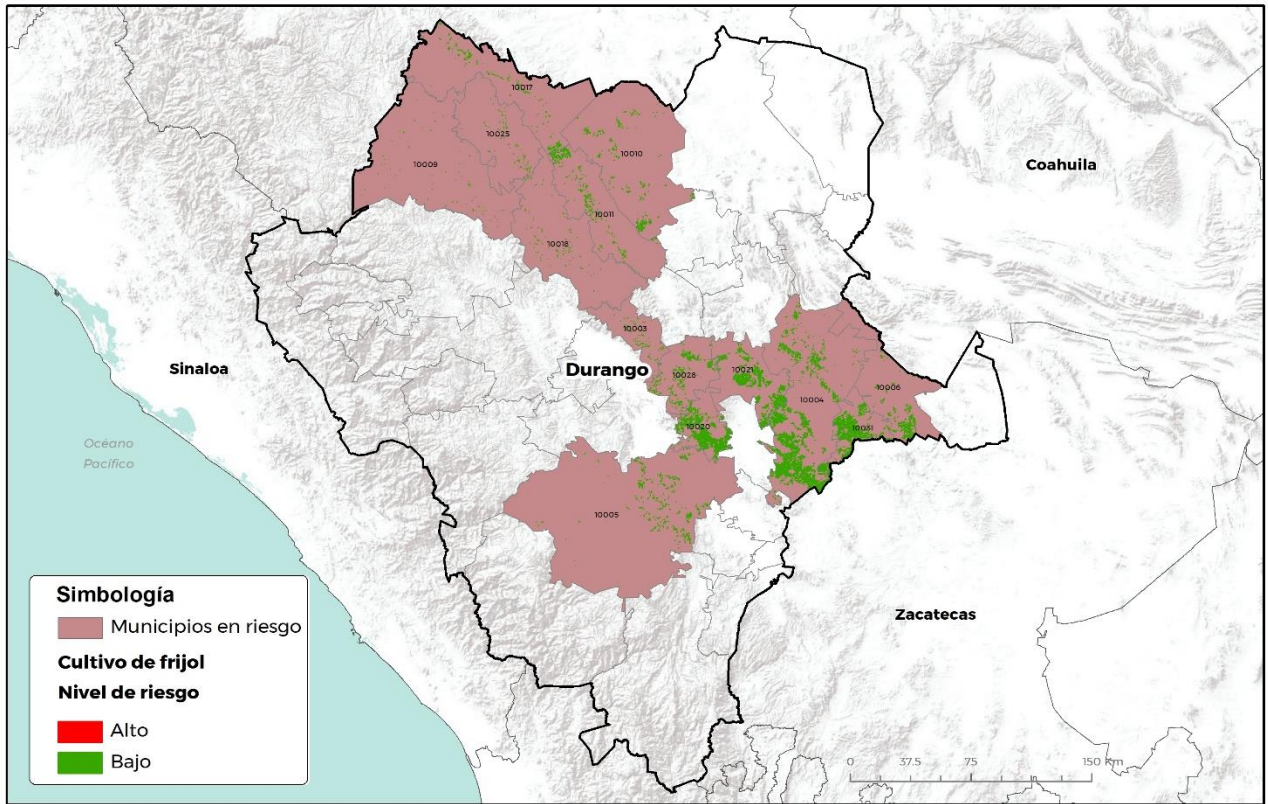 10017
10025
10009
10010
10011
10018
Coahuila
10003
Sinaloa
Durango
10028
10021
10004
10006
10020
10031
Océano
Pacífico
10005
Zacatecas
Simbología
Municipios en riesgo
Cultivo de frijol
Nivel de riesgo
Alto
Bajo
0 37.5 75 150 Km